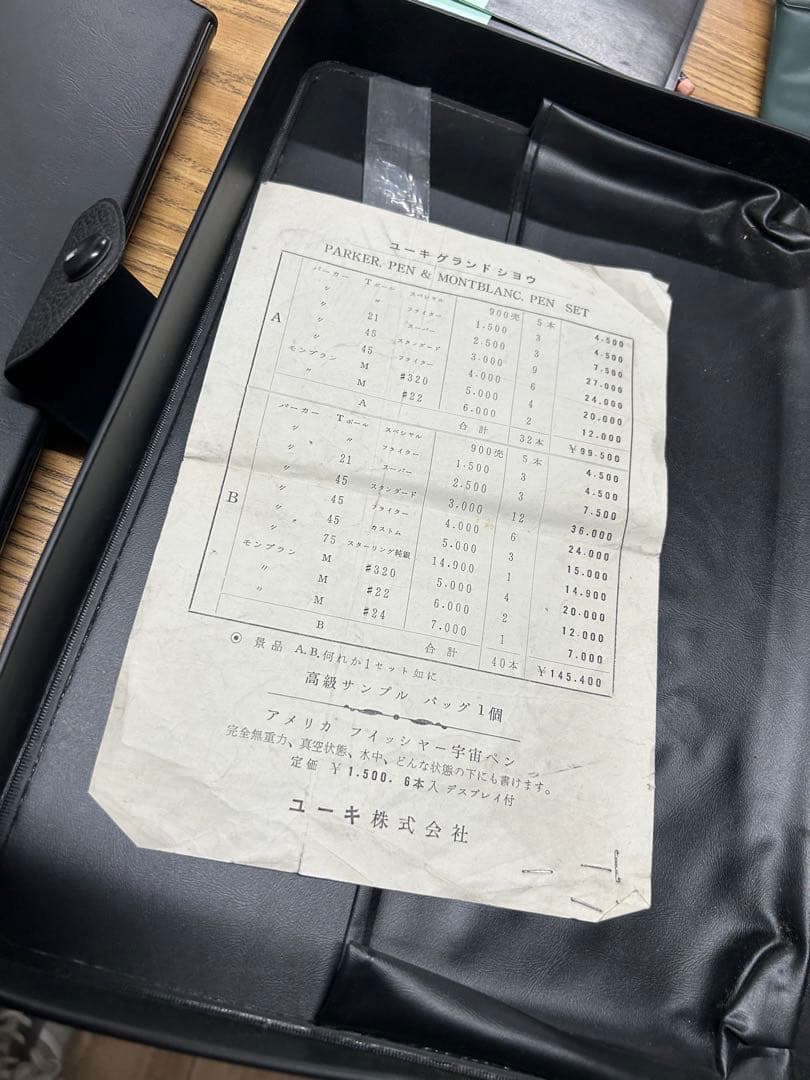 ユーキ グランド ショウ
PARKER. PEN & MONTBLANC. PEN SET
A
パーカー Tボール スペシャル 900売 5本 4.500
〃 〃 フライター 1.500 3 4.500
〃 21 スーパー 2.500 3 7.500
〃 45 スタンダード 3.000 9 27.000
〃 45 フライター 4.000 6 24.000
モンブラン M #320 5.000 4 20.000
〃 M #22 6.000 2 12.000
A 合計 32本 ¥99.500
B
パーカー Tボール スペシャル 900売 5本 4.500
〃 〃 フライター 1.500 3 4.500
〃 21 スーパー 2.500 3 7.500
〃 45 スタンダード 3.000 12 36.000
〃 45 フライター 4.000 6 24.000
〃 45 カストム 5.000 3 15.000
〃 75 スターリング純銀 14.900 1 14.900
モンブラン M #320 5.000 4 20.000
〃 M #22 6.000 2 12.000
〃 M #24 7.000 1 7.000
B 合計 40本 ¥145.400
◉ 景品 A.B.何れか1セット如に
高級サンプル バッグ1個
アメリカ フイッシャー宇宙ペン
完全無重力、真空状態、水中、どんな状態の下にも書けます。
定価 ¥1.500. 6本入 デスプレイ付
ユーキ株式会社